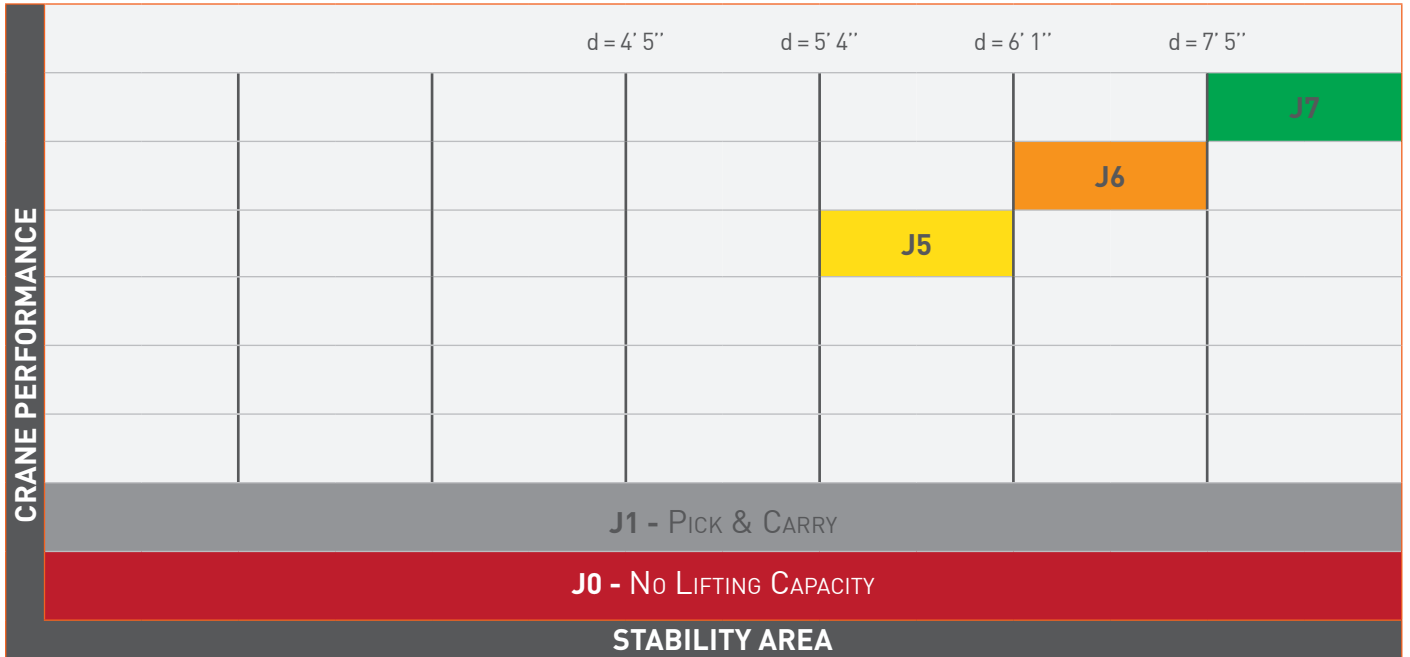 d = 4’ 5’’ d = 5’ 4’’ d = 6’ 1’’ d = 7’ 5’’
J7
J6
J5
CRANE PERFORMANCE
J1 - Pick & Carry
J0 - No Lifting Capacity
STABILITY AREA